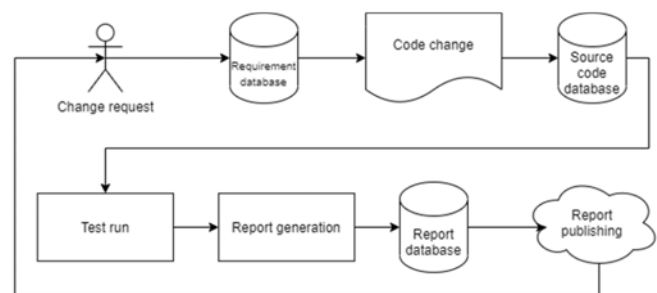 Change request
Requirement
database
Code change
Source
code
database
Test run
Report generation
Report
database
Report
publishing